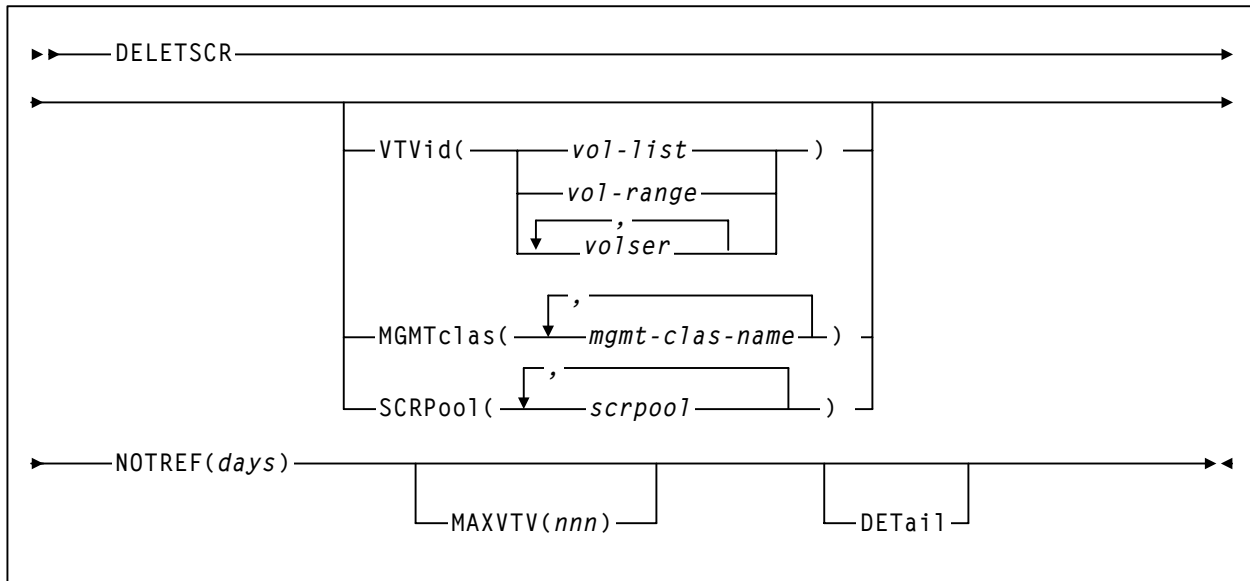 DELETSCR
VTVid( vol-list )
vol-range
,
volser
,
MGMTclas( mgmt-clas-name )
,
SCRPool( scrpool )
NOTREF(days)
MAXVTV(nnn) DETail